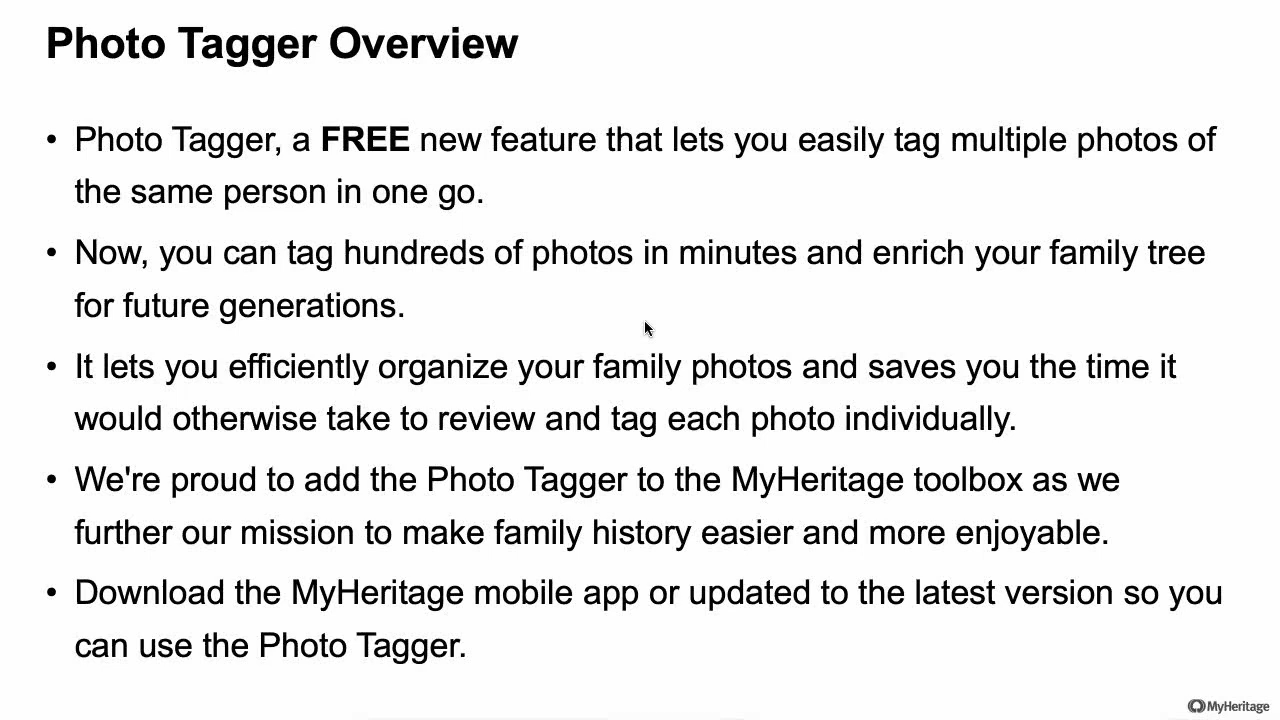 Photo Tagger Overview
• Photo Tagger, a FREE new feature that lets you easily tag multiple photos of
the same person in one go.
• Now, you can tag hundreds of photos in minutes and enrich your family tree
for future generations.
• It lets you efficiently organize your family photos and saves you the time it
would otherwise take to review and tag each photo individually.
• We're proud to add the Photo Tagger to the MyHeritage toolbox as we
further our mission to make family history easier and more enjoyable.
• Download the MyHeritage mobile app or updated to the latest version so you
can use the Photo Tagger.
MyHeritage